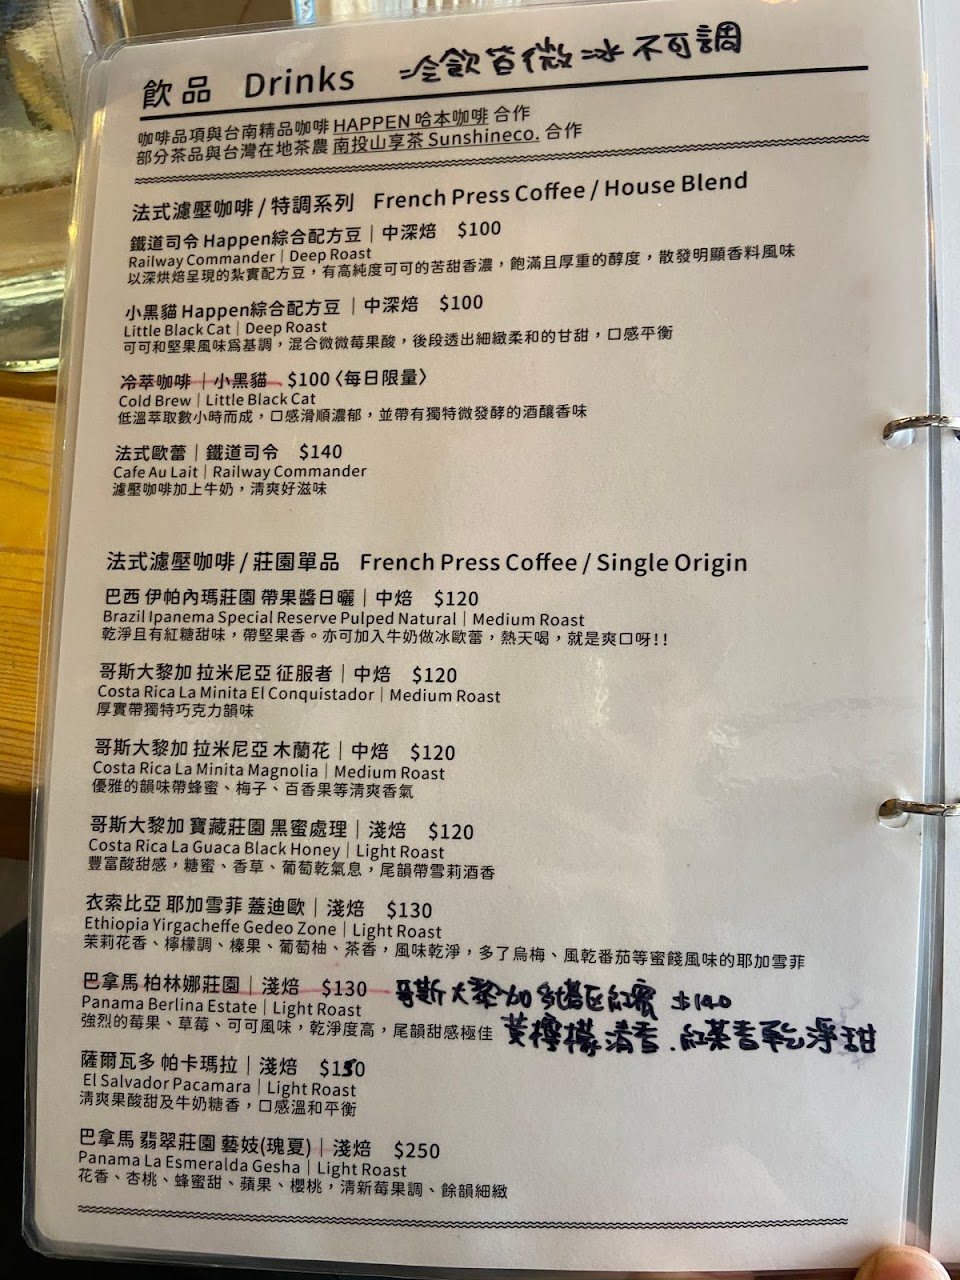 飲品 Drinks 冷飲皆微冰不可調
咖啡品項與台南精品咖啡 HAPPEN 哈本咖啡 合作
部分茶品與台灣在地茶農 南投山享茶 Sunshineco. 合作
法式濾壓咖啡 / 特調系列 French Press Coffee / House Blend
鐵道司令 Happen綜合配方豆｜中深焙 $100
Railway Commander｜Deep Roast
以深烘焙呈現的紮實配方豆，有高純度可可的苦甜香濃，飽滿且厚重的醇度，散發明顯香料風味
小黑貓 Happen綜合配方豆｜中深焙 $100
Little Black Cat｜Deep Roast
可可和堅果風味爲基調，混合微微莓果酸，後段透出細緻柔和的甘甜，口感平衡
冷萃咖啡｜小黑貓 $100〈每日限量〉
Cold Brew｜Little Black Cat
低溫萃取數小時而成，口感滑順濃郁，並帶有獨特微發酵的酒釀香味
法式歐蕾｜鐵道司令 $140
Cafe Au Lait｜Railway Commander
濾壓咖啡加上牛奶，清爽好滋味
法式濾壓咖啡 / 莊園單品 French Press Coffee / Single Origin
巴西 伊帕內瑪莊園 帶果醬日曬｜中焙 $120
Brazil Ipanema Special Reserve Pulped Natural｜Medium Roast
乾淨且有紅糖甜味，帶堅果香。亦可加入牛奶做冰歐蕾，熱天喝，就是爽口呀!!
哥斯大黎加 拉米尼亞 征服者｜中焙 $120
Costa Rica La Minita El Conquistador｜Medium Roast
厚實帶獨特巧克力韻味
哥斯大黎加 拉米尼亞 木蘭花｜中焙 $120
Costa Rica La Minita Magnolia｜Medium Roast
優雅的韻味帶蜂蜜、梅子、百香果等清爽香氣
哥斯大黎加 寶藏莊園 黑蜜處理｜淺焙 $120
Costa Rica La Guaca Black Honey｜Light Roast
豐富酸甜感，糖蜜、香草、葡萄乾氣息，尾韻帶雪莉酒香
衣索比亞 耶加雪菲 蓋迪歐｜淺焙 $130
Ethiopia Yirgacheffe Gedeo Zone｜Light Roast
茉莉花香、檸檬調、榛果、葡萄柚、茶香，風味乾淨，多了烏梅、風乾番茄等蜜餞風味的耶加雪菲
巴拿馬 柏林娜莊園｜淺焙 $130 哥斯大黎加 紅蜜 $140
Panama Berlina Estate｜Light Roast
強烈的莓果、草莓、可可風味，乾淨度高，尾韻甜感極佳 黃檸檬清香.紅茶香乾淨甜
薩爾瓦多 帕卡瑪拉｜淺焙 $150
El Salvador Pacamara｜Light Roast
清爽果酸甜及牛奶糖香，口感溫和平衡
巴拿馬 翡翠莊園 藝妓(瑰夏)｜淺焙 $250
Panama La Esmeralda Gesha｜Light Roast
花香、杏桃、蜂蜜甜、蘋果、櫻桃，清新莓果調、餘韻細緻